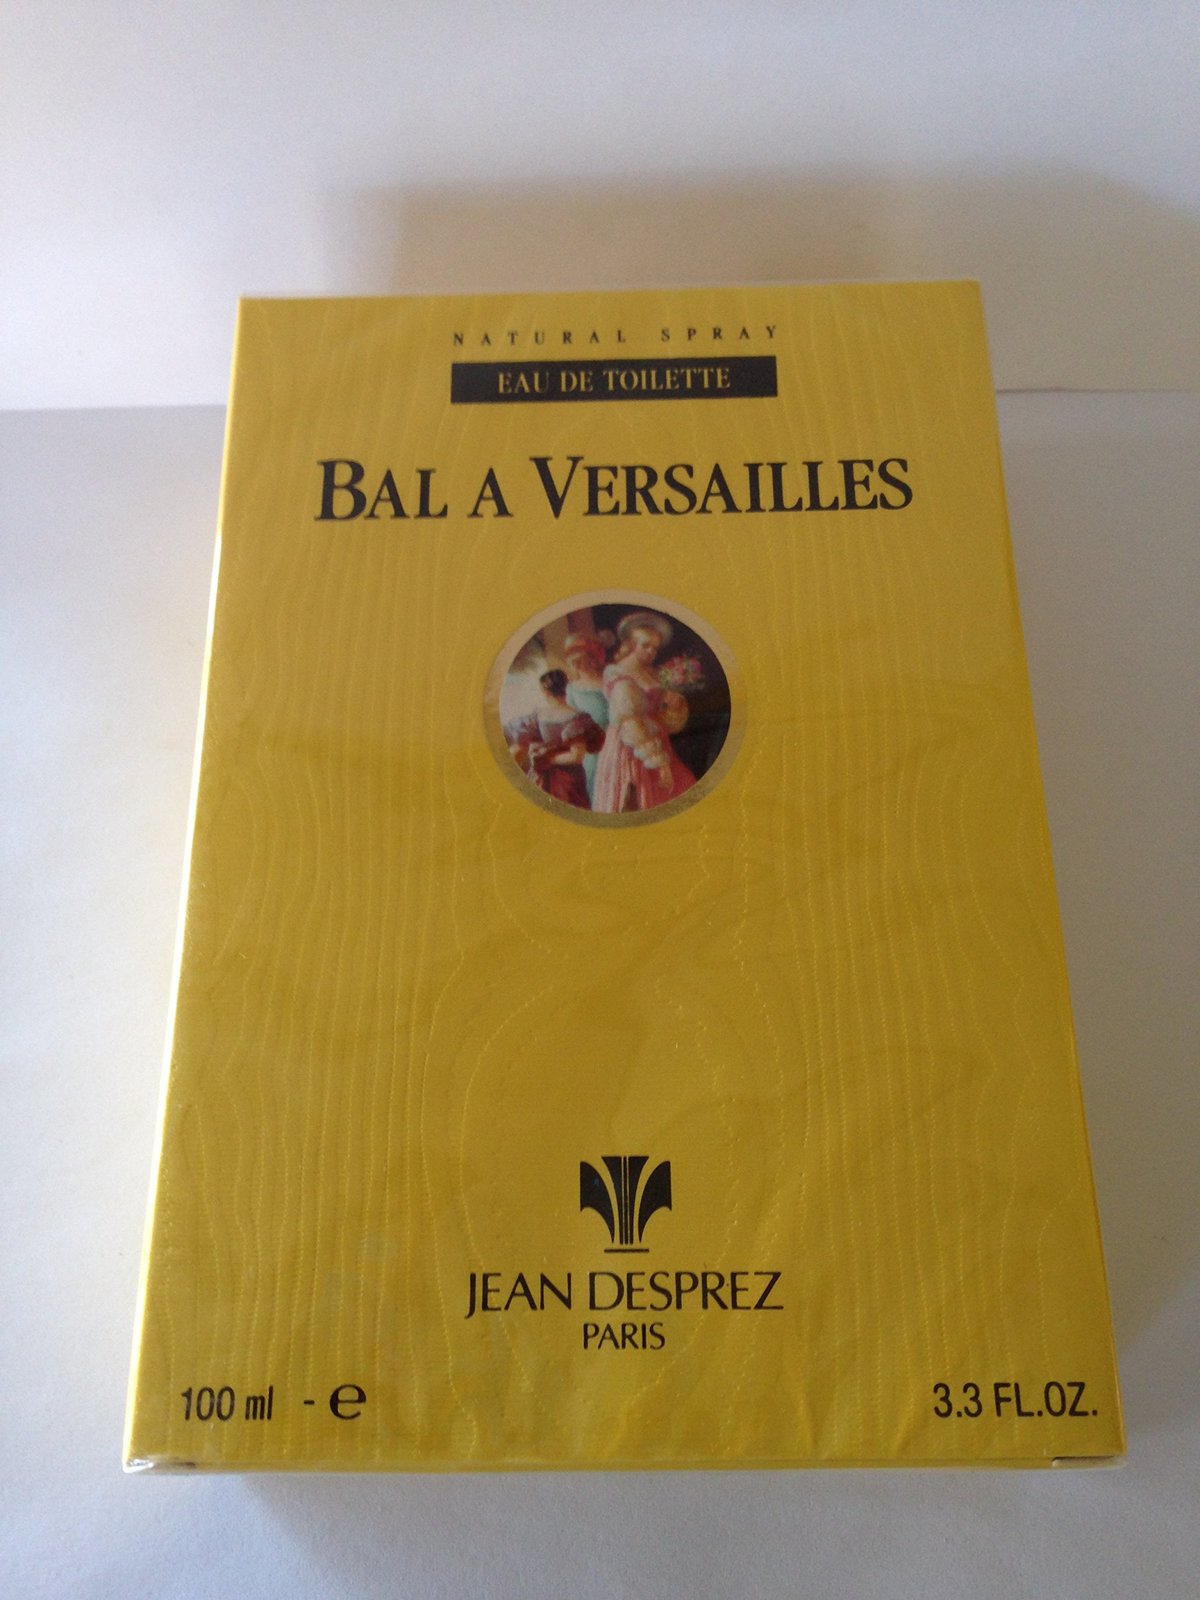 NATURAL SPRAY
EAU DE TOILETTE
BAL A VERSAILLES
JEAN DESPREZ
PARIS
100 ml - e
3.3 FL.OZ.